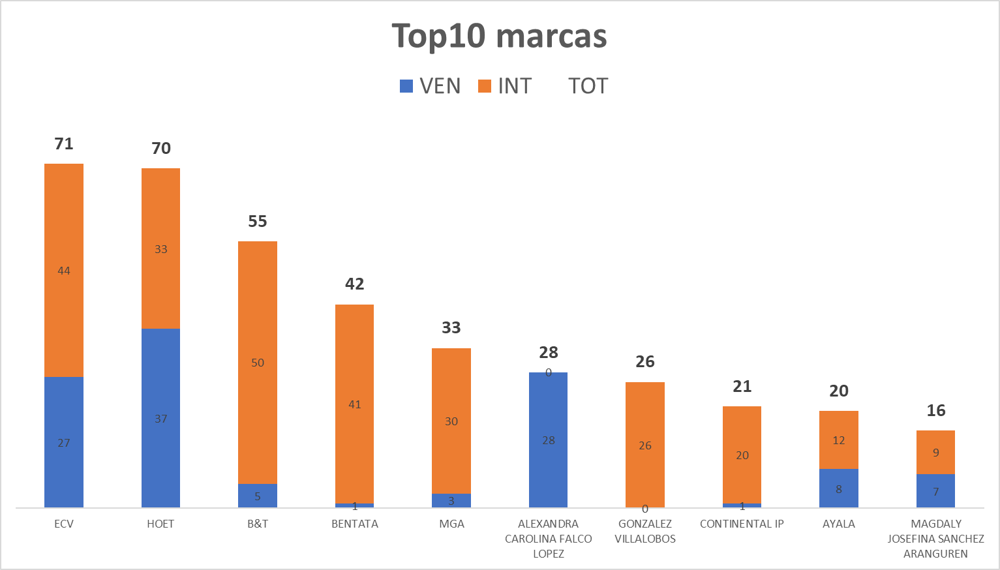 Top10 marcas
VEN INT TOT
71
70
55
42
33
28
26
21
20
16
44
33
50
41
30
0
26
20
12
9
27
37
5
1
3
28
0
1
8
7
ECV
HOET
B&T
BENTATA
MGA
ALEXANDRA
CAROLINA FALCO
LOPEZ
GONZALEZ
VILLALOBOS
CONTINENTAL IP
AYALA
MAGDALY
JOSEFINA SANCHEZ
ARANGUREN